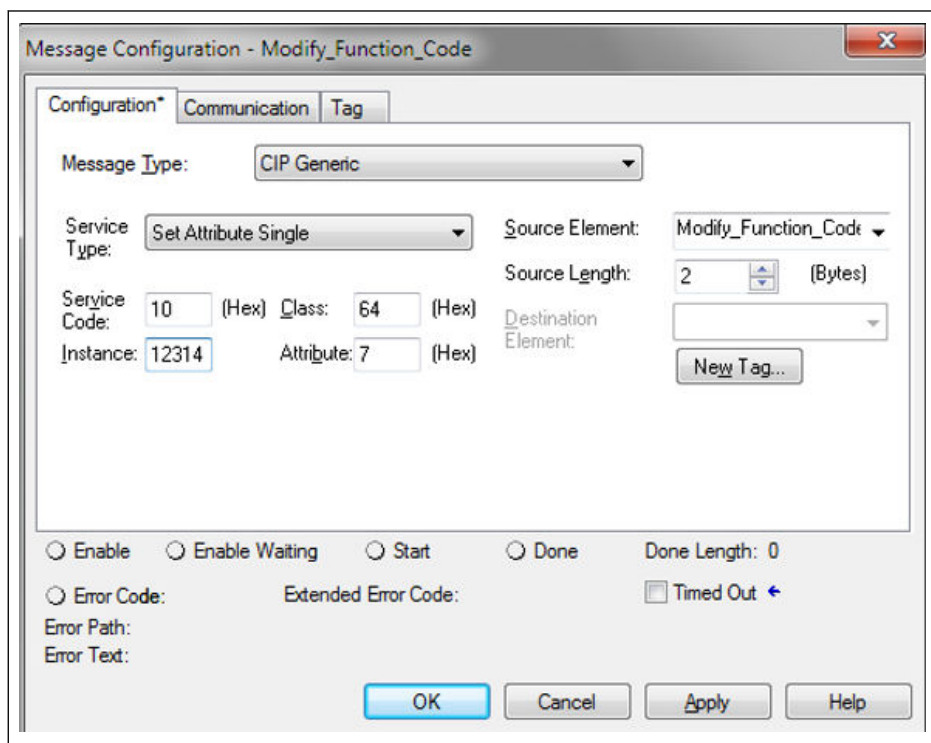 Message Configuration - Modify_Function_Code
Configuration* Communication Tag
Message Type: CIP Generic
Service Type: Set Attribute Single
Source Element: Modify_Function_Code
Source Length: 2 (Bytes)
Service Code: 10 (Hex) Class: 64 (Hex)
Destination Element:
Instance: 12314 Attribute: 7 (Hex)
New Tag...
Enable Enable Waiting Start Done Done Length: 0
Error Code: Extended Error Code: Timed Out
Error Path:
Error Text:
OK Cancel Apply Help